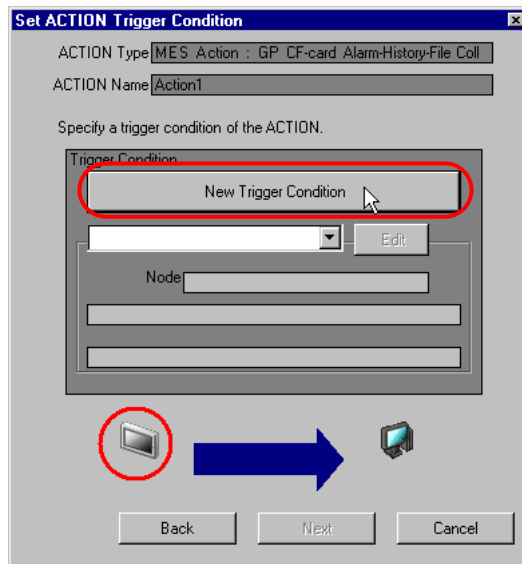 Set ACTION Trigger Condition
ACTION Type MES Action : GP CF-card Alarm-History-File Coll
ACTION Name Action1
Specify a trigger condition of the ACTION.
Trigger Condition
New Trigger Condition
Edit
Node
Back Next Cancel